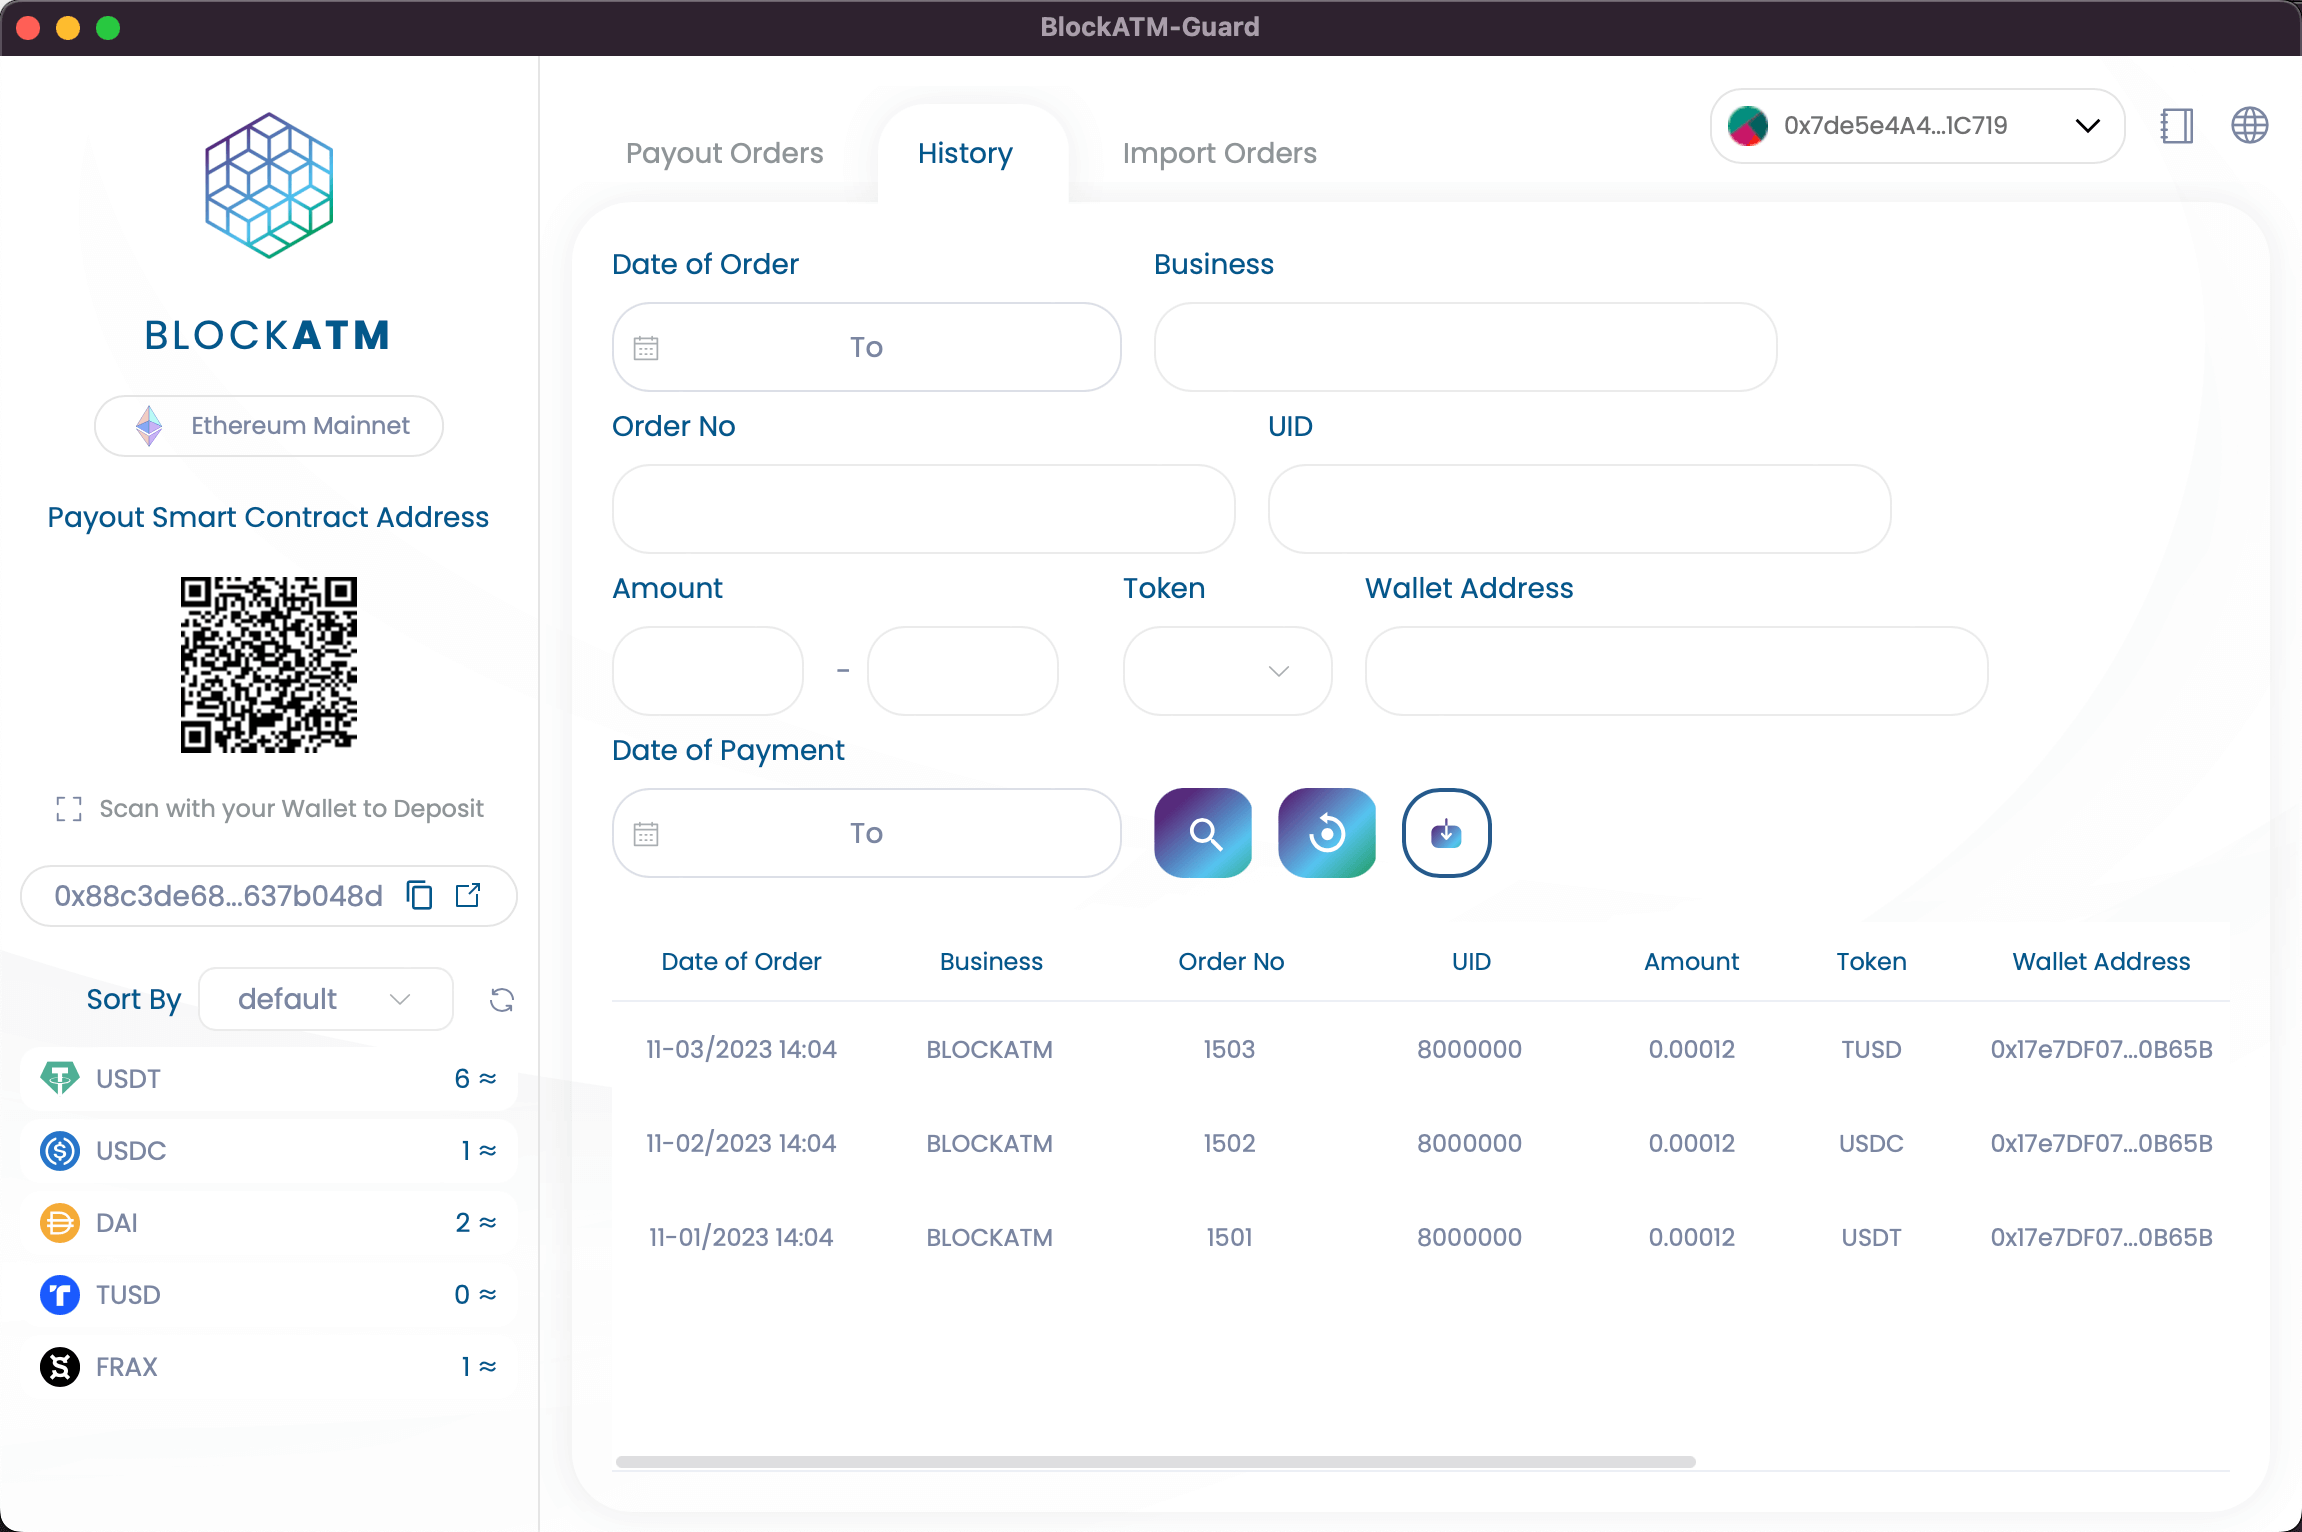 BlockATM-Guard
BLOCKATM
Ethereum Mainnet
Payout Smart Contract Address
Scan with your Wallet to Deposit
0x88c3de68...637b048d
Sort By default
USDT 6 ≈
USDC 1 ≈
DAI 2 ≈
TUSD 0 ≈
FRAX 1 ≈
Payout Orders History Import Orders
0x7de5e4A4...1C719
Date of Order Business
To
Order No UID
Amount Token Wallet Address
-
Date of Payment
To
Date of Order Business Order No UID Amount Token Wallet Address
11-03/2023 14:04 BLOCKATM 1503 8000000 0.00012 TUSD 0x17e7DF07...0B65B
11-02/2023 14:04 BLOCKATM 1502 8000000 0.00012 USDC 0x17e7DF07...0B65B
11-01/2023 14:04 BLOCKATM 1501 8000000 0.00012 USDT 0x17e7DF07...0B65B